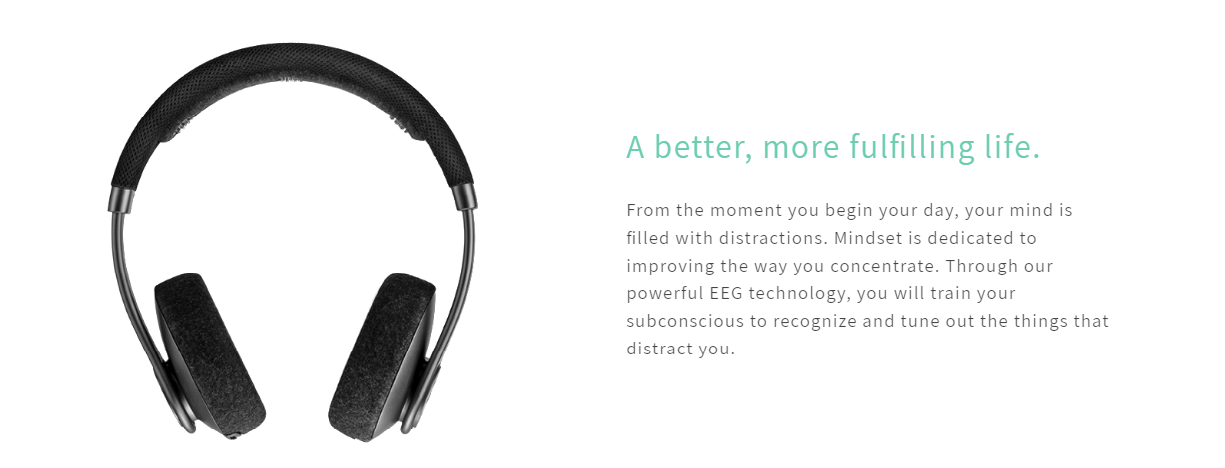 A better, more fulfilling life.
From the moment you begin your day, your mind is
filled with distractions. Mindset is dedicated to
improving the way you concentrate. Through our
powerful EEG technology, you will train your
subconscious to recognize and tune out the things that
distract you.